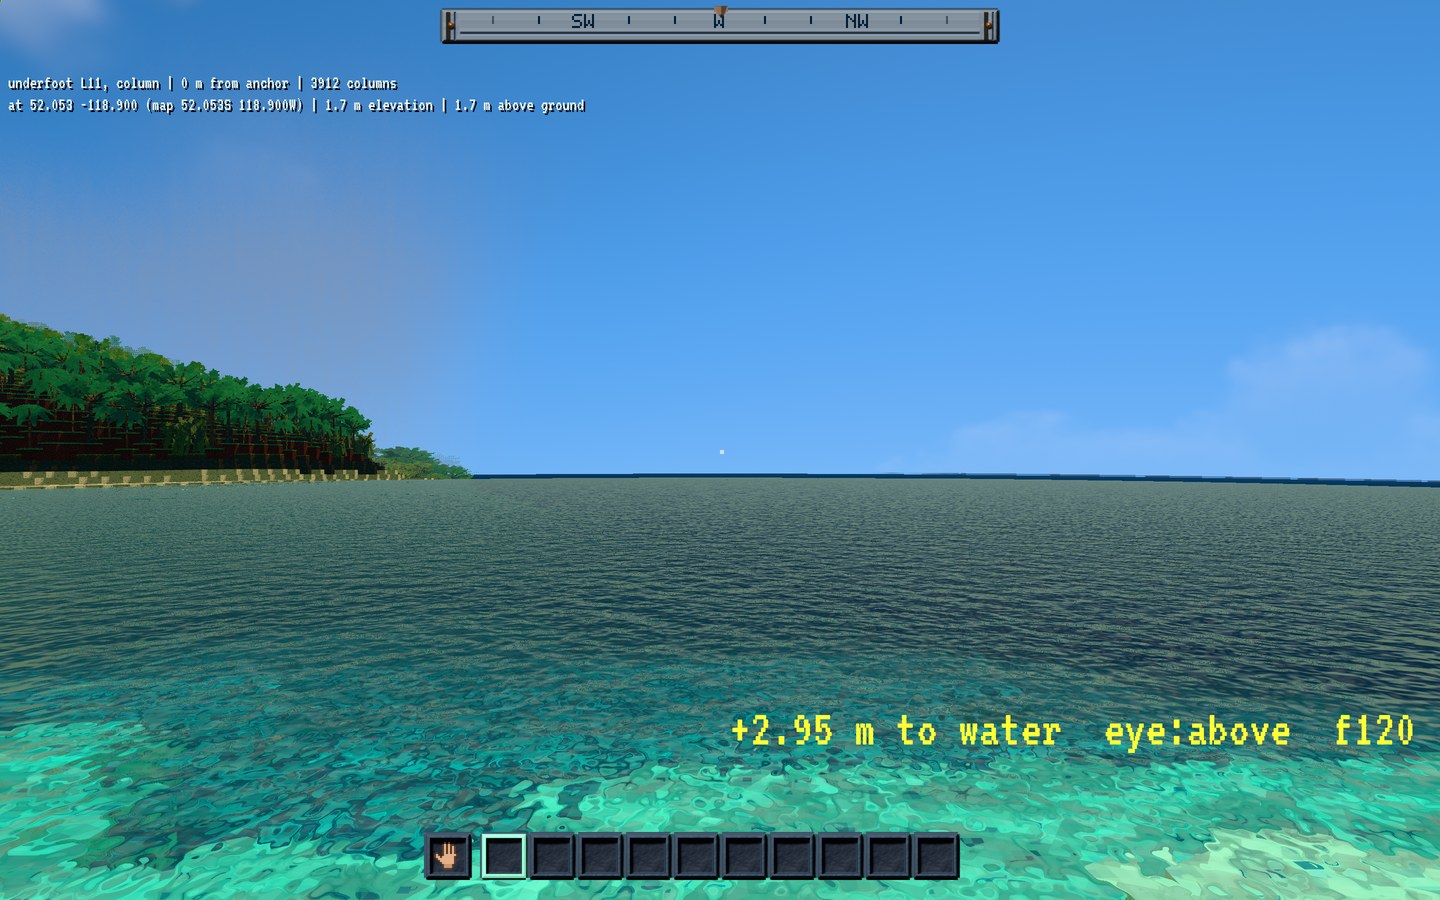 SW W NW
underfoot L11, column | 0 m from anchor | 3912 columns
at 52.053 -118.900 (map 52.053S 118.900W) | 1.7 m elevation | 1.7 m above ground
+2.95 m to water eye:above f120